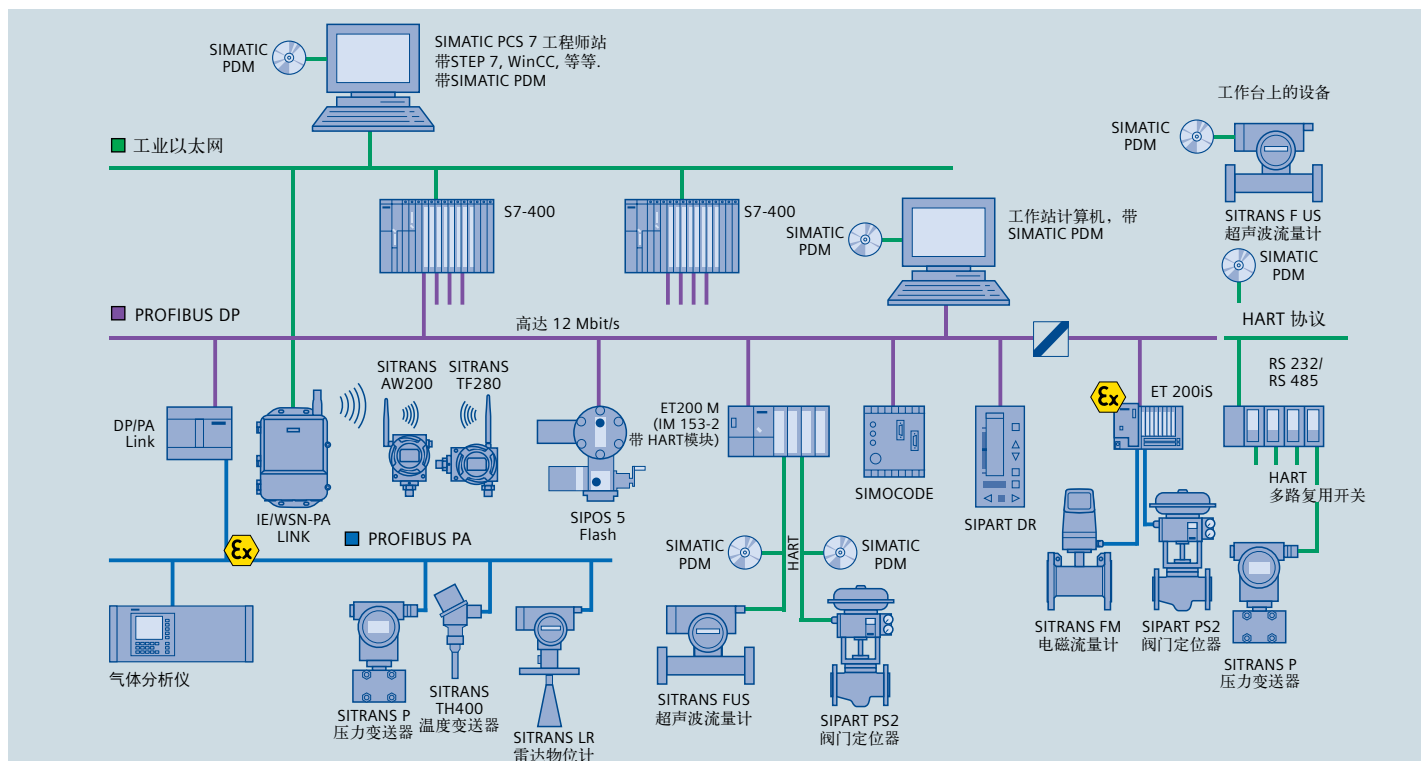 SIMATIC
PDM
SIMATIC PCS 7 工程师站
带STEP 7, WinCC, 等等.
带SIMATIC PDM
工作台上的设备
SIMATIC
PDM
SITRANS F US
超声波流量计
工业以太网
S7-400
S7-400
SIMATIC
PDM
工作站计算机，带
SIMATIC PDM
SIMATIC
PDM
PROFIBUS DP
高达 12 Mbit/s
HART 协议
RS 232/
RS 485
DP/PA
Link
SITRANS
AW200
SITRANS
TF280
ET200 M
(IM 153-2
带 HART模块)
Ex
ET 200iS
IE/WSN-PA
LINK
SIPOS 5
Flash
SIMOCODE
SIPART DR
HART
多路复用开关
Ex
PROFIBUS PA
SIMATIC
PDM
HART
SIMATIC
PDM
气体分析仪
SITRANS P
压力变送器
SITRANS
TH400
温度变送器
SITRANS LR
雷达物位计
SITRANS FUS
超声波流量计
SIPART PS2
阀门定位器
SITRANS FM
电磁流量计
SIPART PS2
阀门定位器
SITRANS P
压力变送器